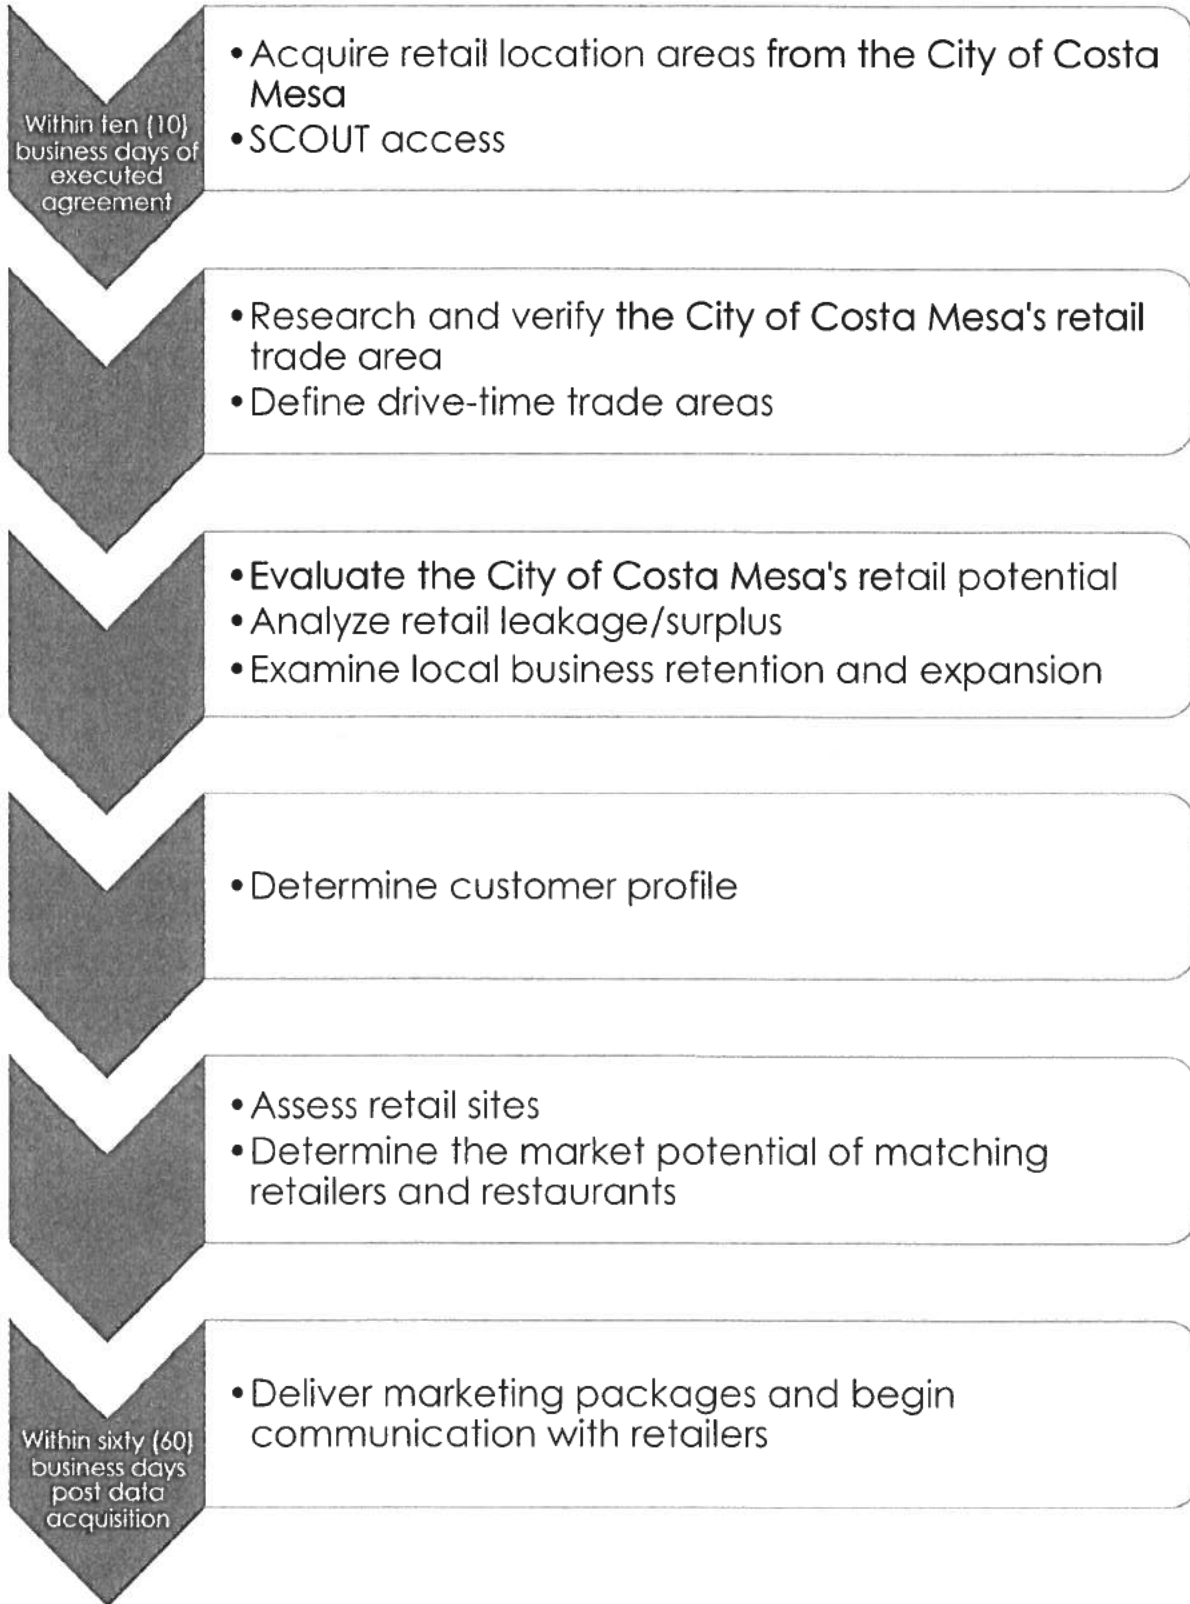 Within ten (10)
business days of
executed
agreement
•Acquire retail location areas from the City of Costa
Mesa
•SCOUT access
•Research and verify the City of Costa Mesa's retail
trade area
•Define drive-time trade areas
•Evaluate the City of Costa Mesa's retail potential
•Analyze retail leakage/surplus
•Examine local business retention and expansion
•Determine customer profile
•Assess retail sites
•Determine the market potential of matching
retailers and restaurants
Within sixty (60)
business days
post data
acquisition
•Deliver marketing packages and begin
communication with retailers